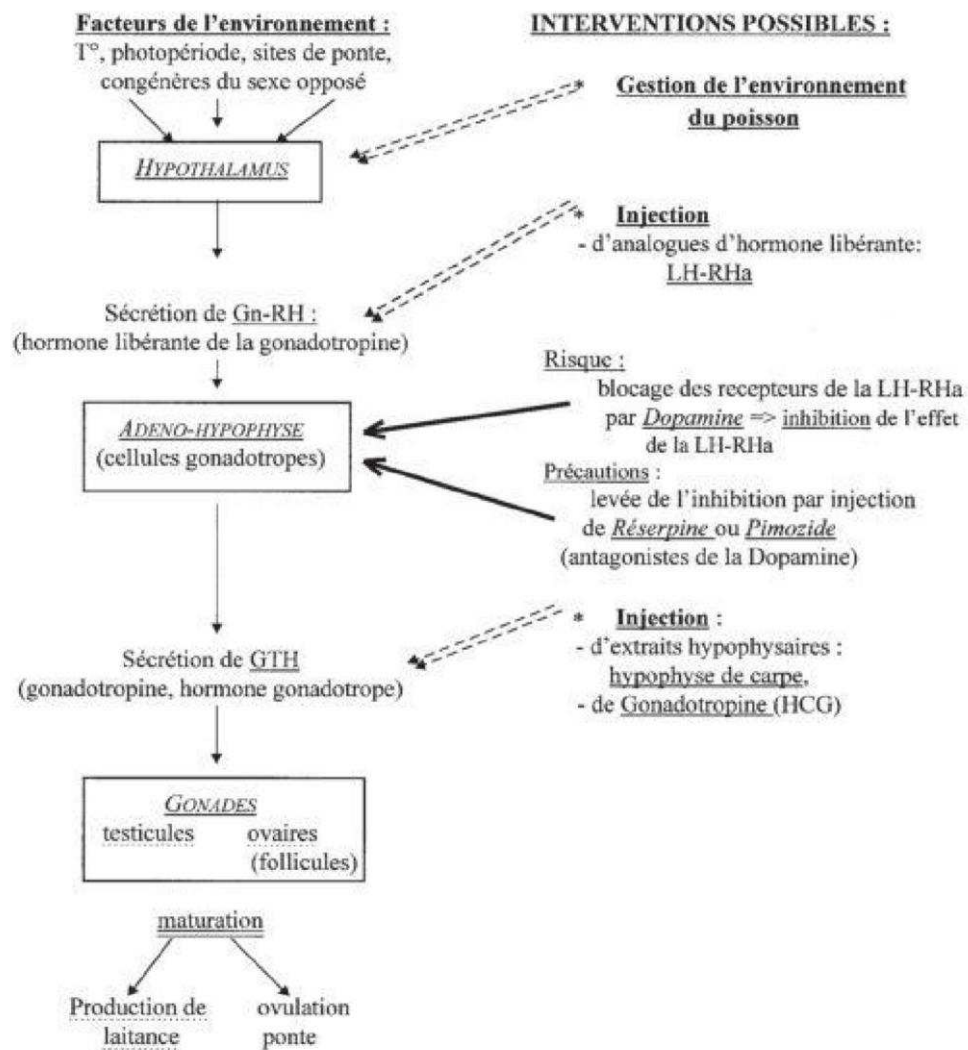 Facteurs de l'environnement :
T°, photopériode, sites de ponte,
congénères du sexe opposé
HYPOTHALAMUS
Sécrétion de Gn-RH :
(hormone libérante de la gonadotropine)
ADENO-HYPOPHYSE
(cellules gonadotropes)
Sécrétion de GTH
(gonadotropine, hormone gonadotrope)
GONADES
testicules ovaires
(follicules)
maturation
Production de ovulation
laitance ponte
INTERVENTIONS POSSIBLES :
* Gestion de l'environnement
du poisson
* Injection
- d'analogues d'hormone libérante:
LH-RHa
Risque :
blocage des recepteurs de la LH-RHa
par Dopamine => inhibition de l'effet
de la LH-RHa
Précautions :
levée de l'inhibition par injection
de Réserpine ou Pimozide
(antagonistes de la Dopamine)
* Injection :
- d'extraits hypophysaires :
hypophyse de carpe,
- de Gonadotropine (HCG)